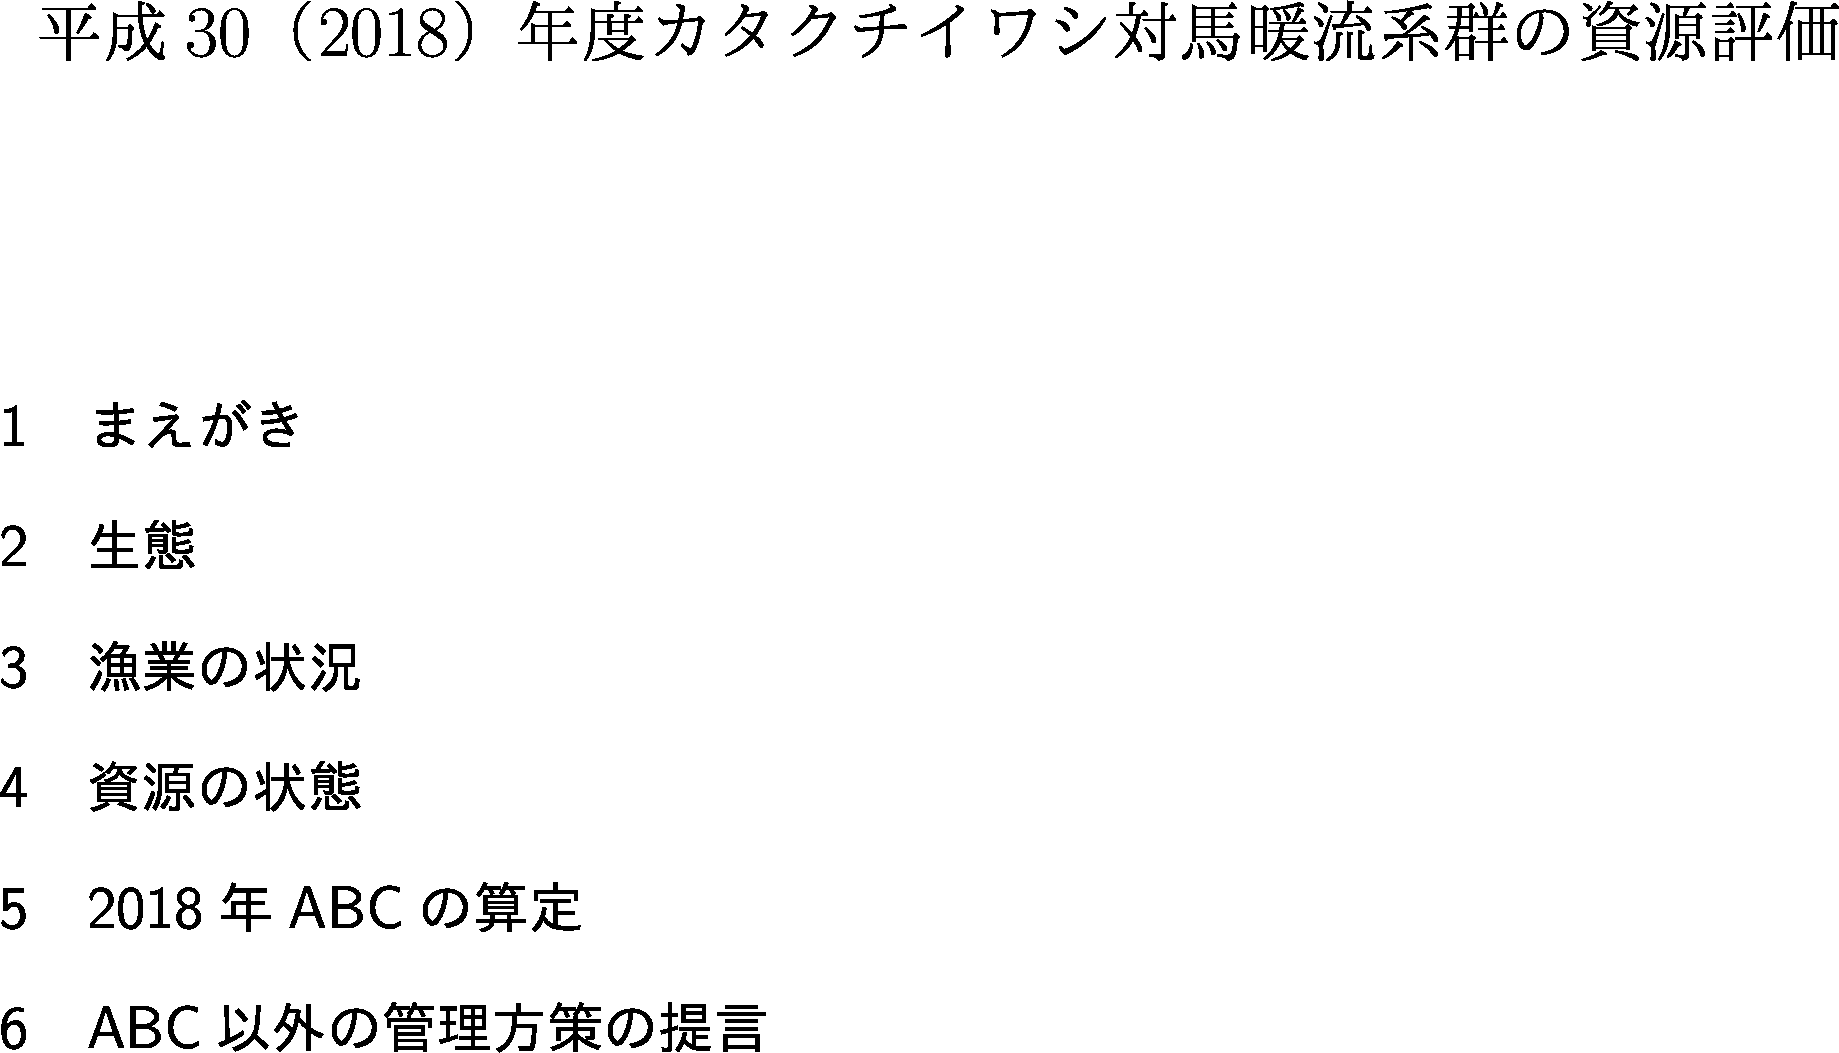 平成 30（2018）年度カタクチイワシ対馬暖流系群の資源評価
1 まえがき
2 生態
3 漁業の状況
4 資源の状態
5 2018 年 ABC の算定
6 ABC 以外の管理方策の提言